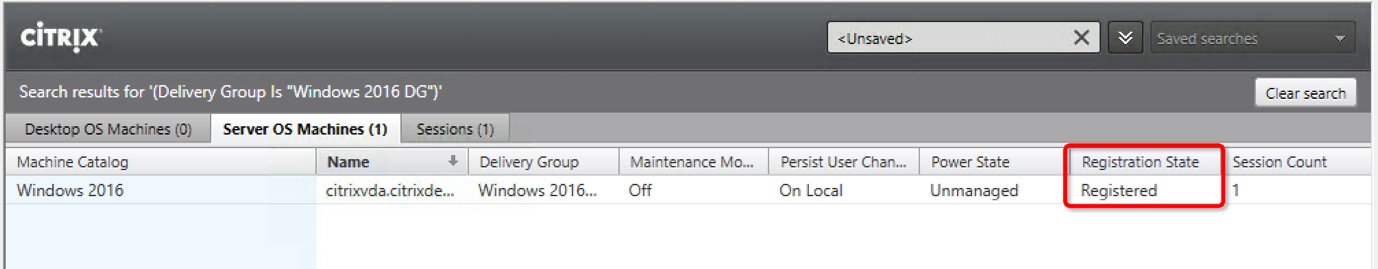 CİTRIX
<Unsaved>
Saved searches
Search results for '(Delivery Group Is "Windows 2016 DG")'
Clear search
Desktop OS Machines (0) Server OS Machines (1) Sessions (1)
Machine Catalog Name Delivery Group Maintenance Mo... Persist User Chan... Power State Registration State Session Count
Windows 2016 citrixvda.citrixde... Windows 2016... Off On Local Unmanaged Registered 1